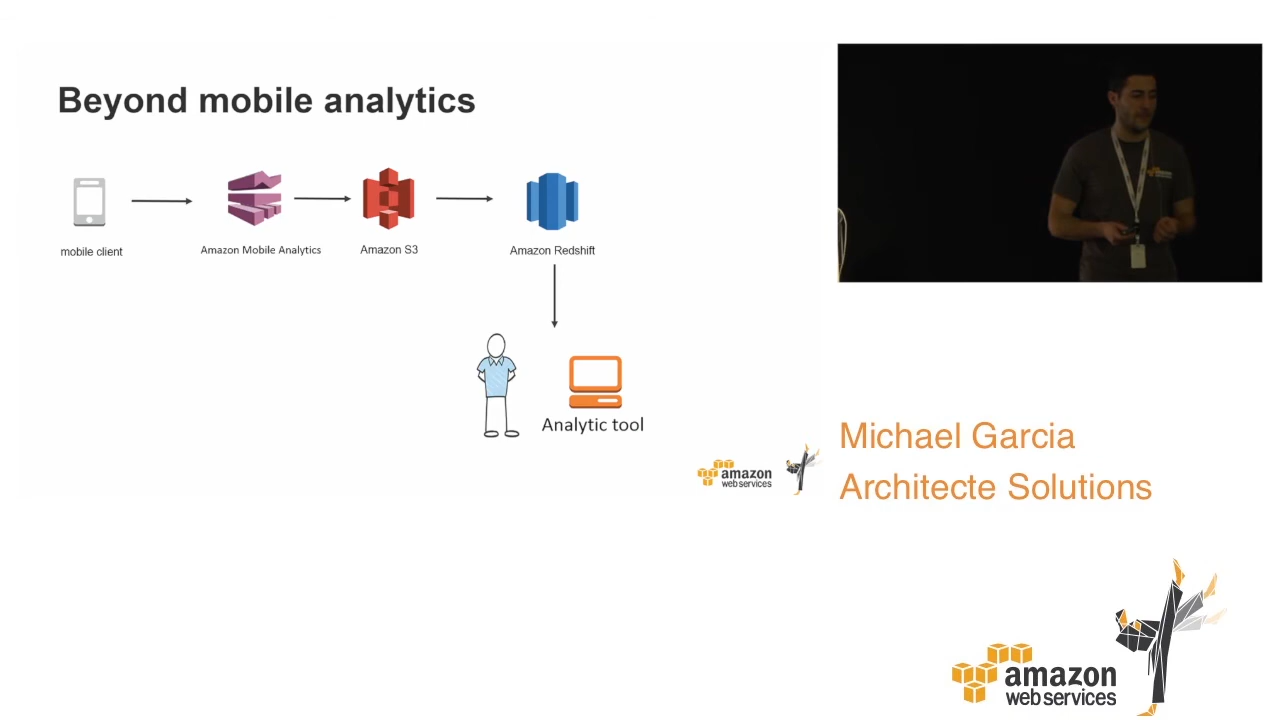 Beyond mobile analytics
mobile client
Amazon Mobile Analytics
Amazon S3
Amazon Redshift
Analytic tool
amazon
web services
Michael Garcia
Architecte Solutions
amazon
web services